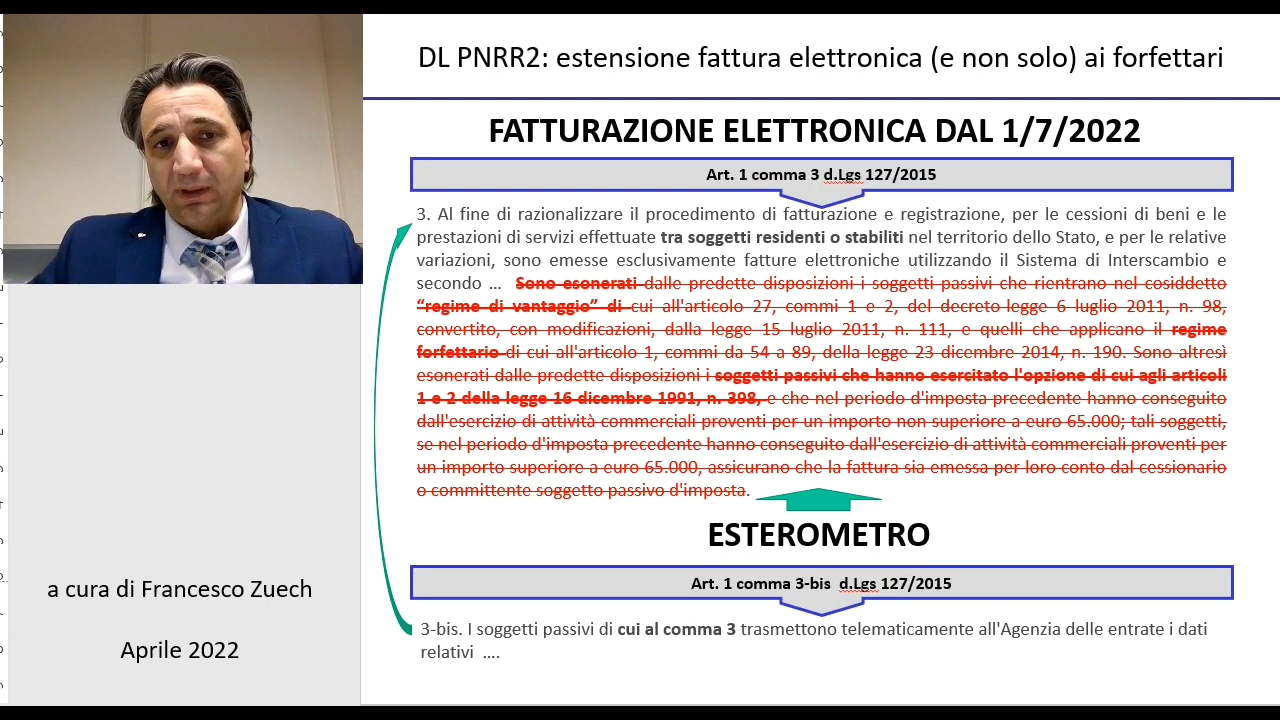 DL PNRR2: estensione fattura elettronica (e non solo) ai forfettari
FATTURAZIONE ELETTRONICA DAL 1/7/2022
Art. 1 comma 3 d.Lgs 127/2015
3. Al fine di razionalizzare il procedimento di fatturazione e registrazione, per le cessioni di beni e le
prestazioni di servizi effettuate tra soggetti residenti o stabiliti nel territorio dello Stato, e per le relative
variazioni, sono emesse esclusivamente fatture elettroniche utilizzando il Sistema di Interscambio e
secondo … Sono esonerati dalle predette disposizioni i soggetti passivi che rientrano nel cosiddetto
“regime di vantaggio” di cui all'articolo 27, commi 1 e 2, del decreto-legge 6 luglio 2011, n. 98,
convertito, con modificazioni, dalla legge 15 luglio 2011, n. 111, e quelli che applicano il regime
forfettario di cui all'articolo 1, commi da 54 a 89, della legge 23 dicembre 2014, n. 190. Sono altresì
esonerati dalle predette disposizioni i soggetti passivi che hanno esercitato l'opzione di cui agli articoli
1 e 2 della legge 16 dicembre 1991, n. 398, e che nel periodo d'imposta precedente hanno conseguito
dall'esercizio di attività commerciali proventi per un importo non superiore a euro 65.000; tali soggetti,
se nel periodo d'imposta precedente hanno conseguito dall'esercizio di attività commerciali proventi per
un importo superiore a euro 65.000, assicurano che la fattura sia emessa per loro conto dal cessionario
o committente soggetto passivo d'imposta.
ESTEROMETRO
Art. 1 comma 3-bis d.Lgs 127/2015
3-bis. I soggetti passivi di cui al comma 3 trasmettono telematicamente all'Agenzia delle entrate i dati
relativi ….
a cura di Francesco Zuech
Aprile 2022